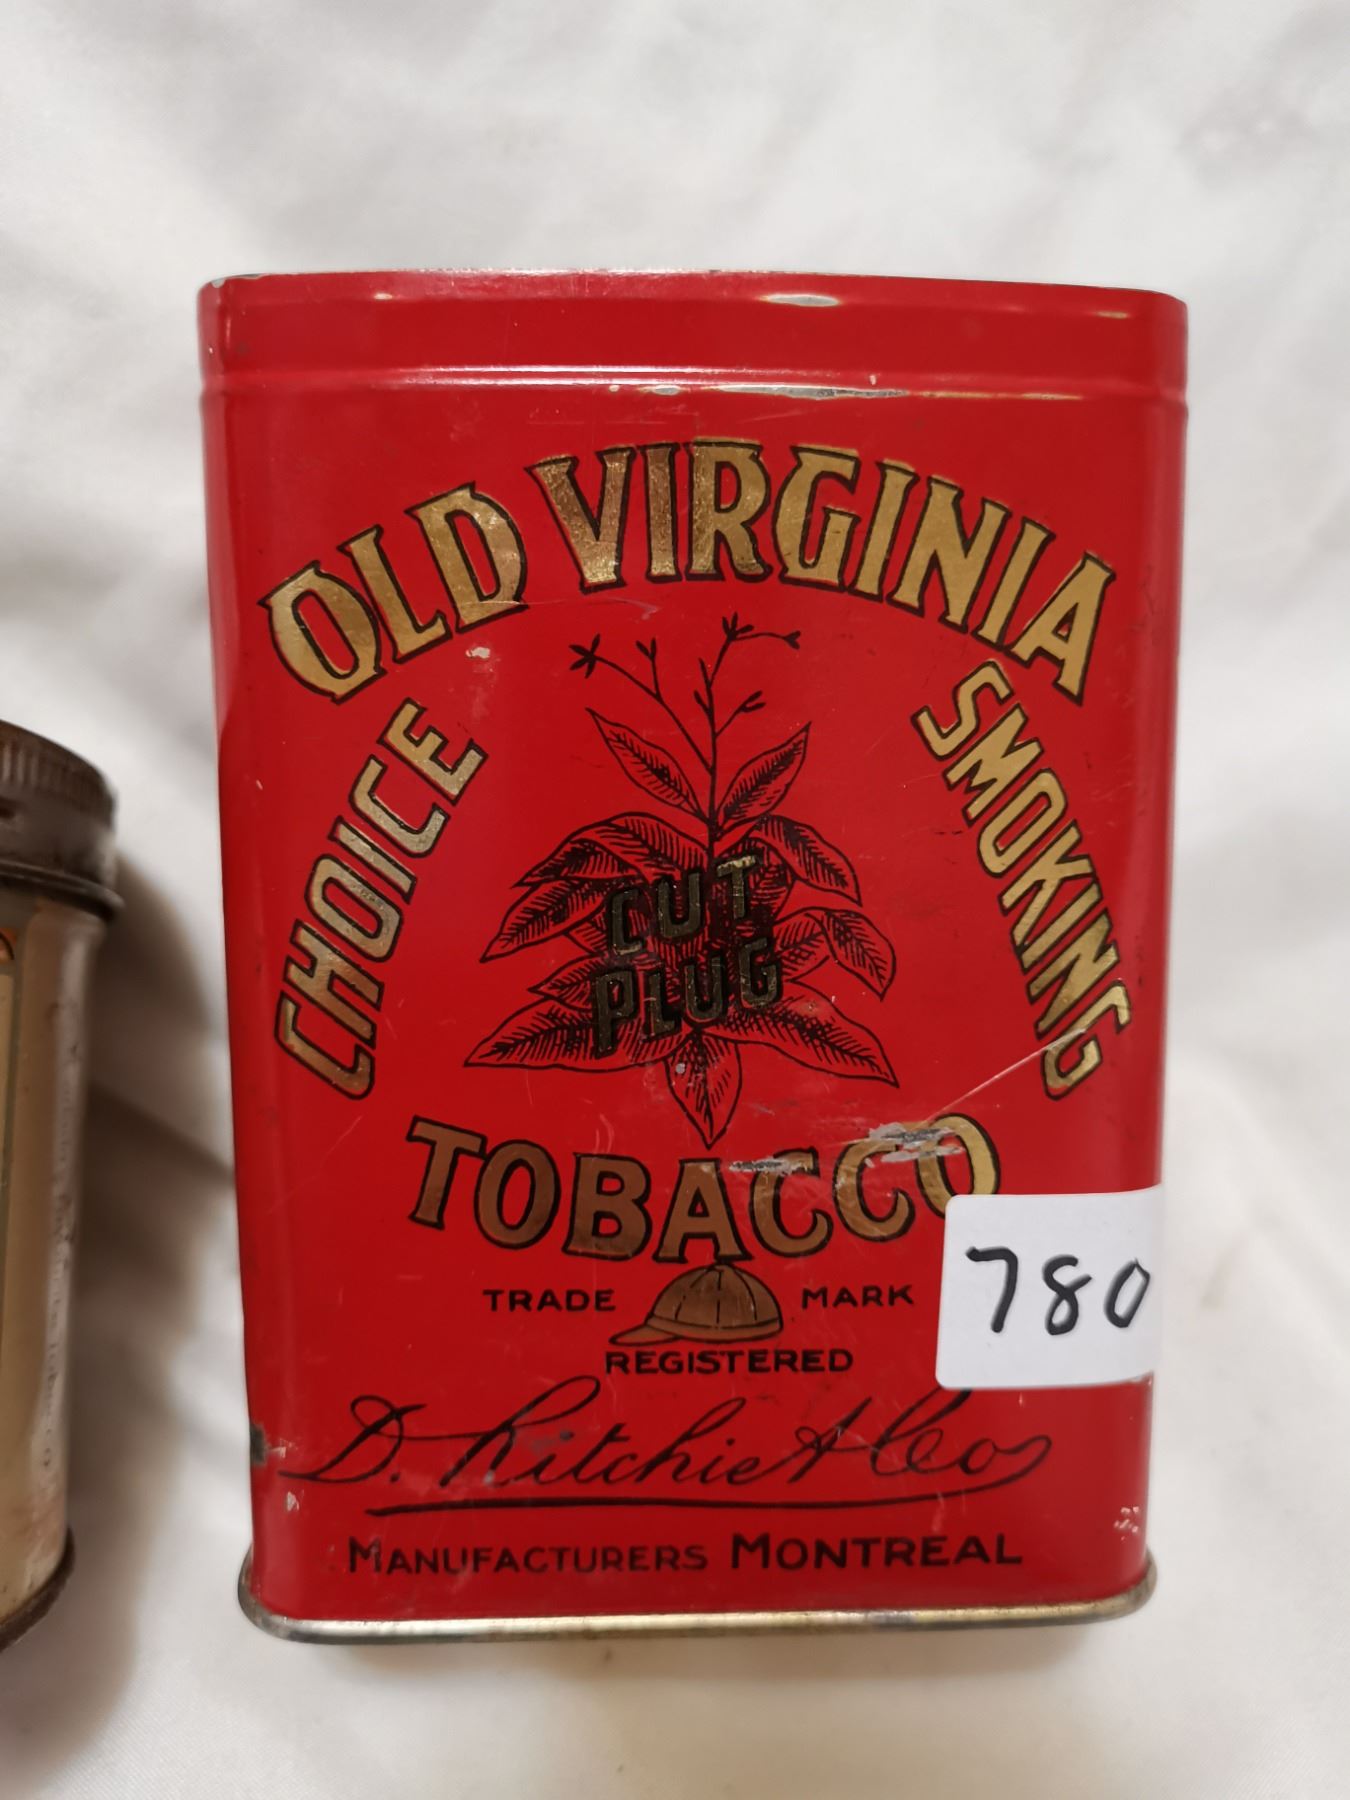 OLD VIRGINIA
CHOICE
SMOKING
CUT
PLUG
TOBACCO
TRADE MARK
REGISTERED
780
D. Ritchie & Co
MANUFACTURERS MONTREAL